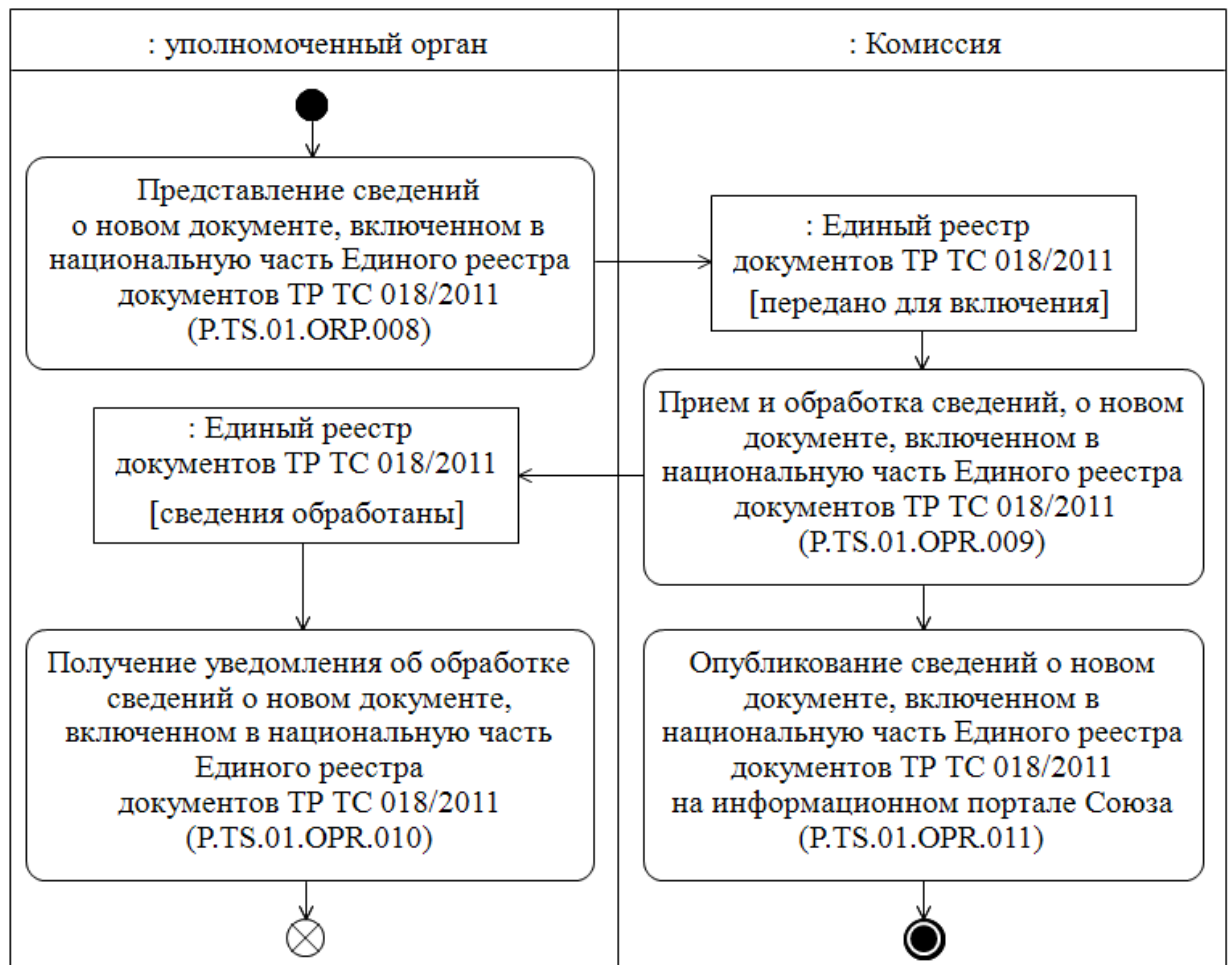 : уполномоченный орган
: Комиссия
Представление сведений
о новом документе, включенном в
национальную часть Единого реестра
документов ТР ТС 018/2011
(P.TS.01.ORP.008)
: Единый реестр
документов ТР ТС 018/2011
[передано для включения]
Прием и обработка сведений, о новом
документе, включенном в
национальную часть Единого реестра
документов ТР ТС 018/2011
(P.TS.01.OPR.009)
: Единый реестр
документов ТР ТС 018/2011
[сведения обработаны]
Получение уведомления об обработке
сведений о новом документе,
включенном в национальную часть
Единого реестра
документов ТР ТС 018/2011
(P.TS.01.OPR.010)
Опубликование сведений о новом
документе, включенном в
национальную часть Единого реестра
документов ТР ТС 018/2011
на информационном портале Союза
(P.TS.01.OPR.011)